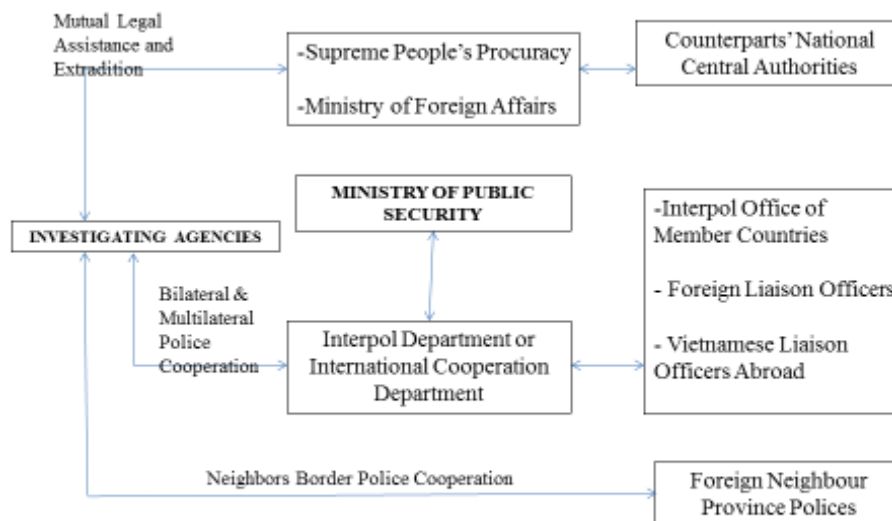 Mutual Legal
Assistance and
Extradition
-Supreme People's Procuracy
-Ministry of Foreign Affairs
Counterparts' National
Central Authorities
MINISTRY OF PUBLIC
SECURITY
INVESTIGATING AGENCIES
-Interpol Office of
Member Countries
- Foreign Liaison Officers
- Vietnamese Liaison
Officers Abroad
Bilateral &
Multilateral
Police
Cooperation
Interpol Department or
International Cooperation
Department
Neighbors Border Police Cooperation
Foreign Neighbour
Province Polices